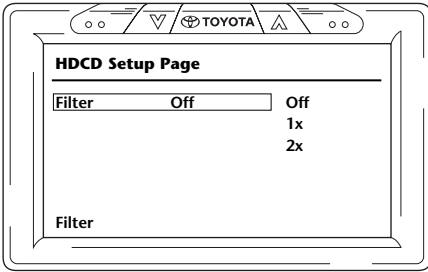 TOYOTA
HDCD Setup Page
Filter Off Off
1x
2x
Filter